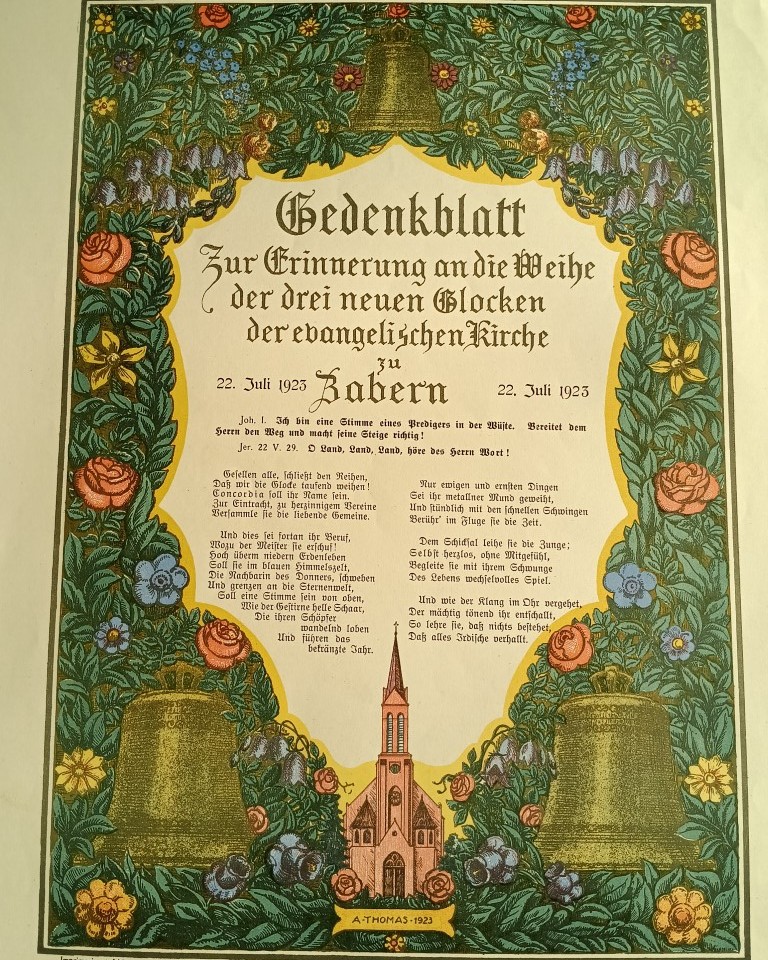 Gedenkblatt
Zur Erinnerung an die Weihe
der drei neuen Glocken
der evangelischen Kirche
zu
22. Juli 1923 Zabern 22. Juli 1923
Joh. I. Ich bin eine Stimme eines Predigers in der Wüste. Bereitet dem
Herrn den Weg und macht seine Steige richtig!
Jer. 22 V. 29. O Land, Land, Land, höre des Herrn Wort!
Gesellen alle, schließt den Reihen,
Daß wir die Glocke taufend weihen!
Concordia soll ihr Name sein.
Zur Eintracht, zu herzinnigem Vereine
Versammle sie die liebende Gemeine.
Und dies sei fortan ihr Beruf,
Wozu der Meister sie erschuf!
Hoch überm niedern Erdenleben
Soll sie im blauen Himmelszelt,
Die Nachbarin des Donners, schweben
Und grenzen an die Sternenwelt,
Soll eine Stimme sein von oben,
Wie der Gestirne helle Schaar,
Die ihren Schöpfer
wandelnd loben
Und führen das
bekränzte Jahr.
Nur ewigen und ernsten Dingen
Sei ihr metallner Mund geweiht,
Und stündlich mit den schnellen Schwingen
Berühr' im Fluge sie die Zeit.
Dem Schicksal leihe sie die Zunge;
Selbst herzlos, ohne Mitgefühl,
Begleite sie mit ihrem Schwunge
Des Lebens wechselvolles Spiel.
Und wie der Klang im Ohr vergehet,
Der mächtig tönend ihr entschallt,
So lehre sie, daß nichts bestehet,
Daß alles Irdische verhallt.
A·THOMAS·1923